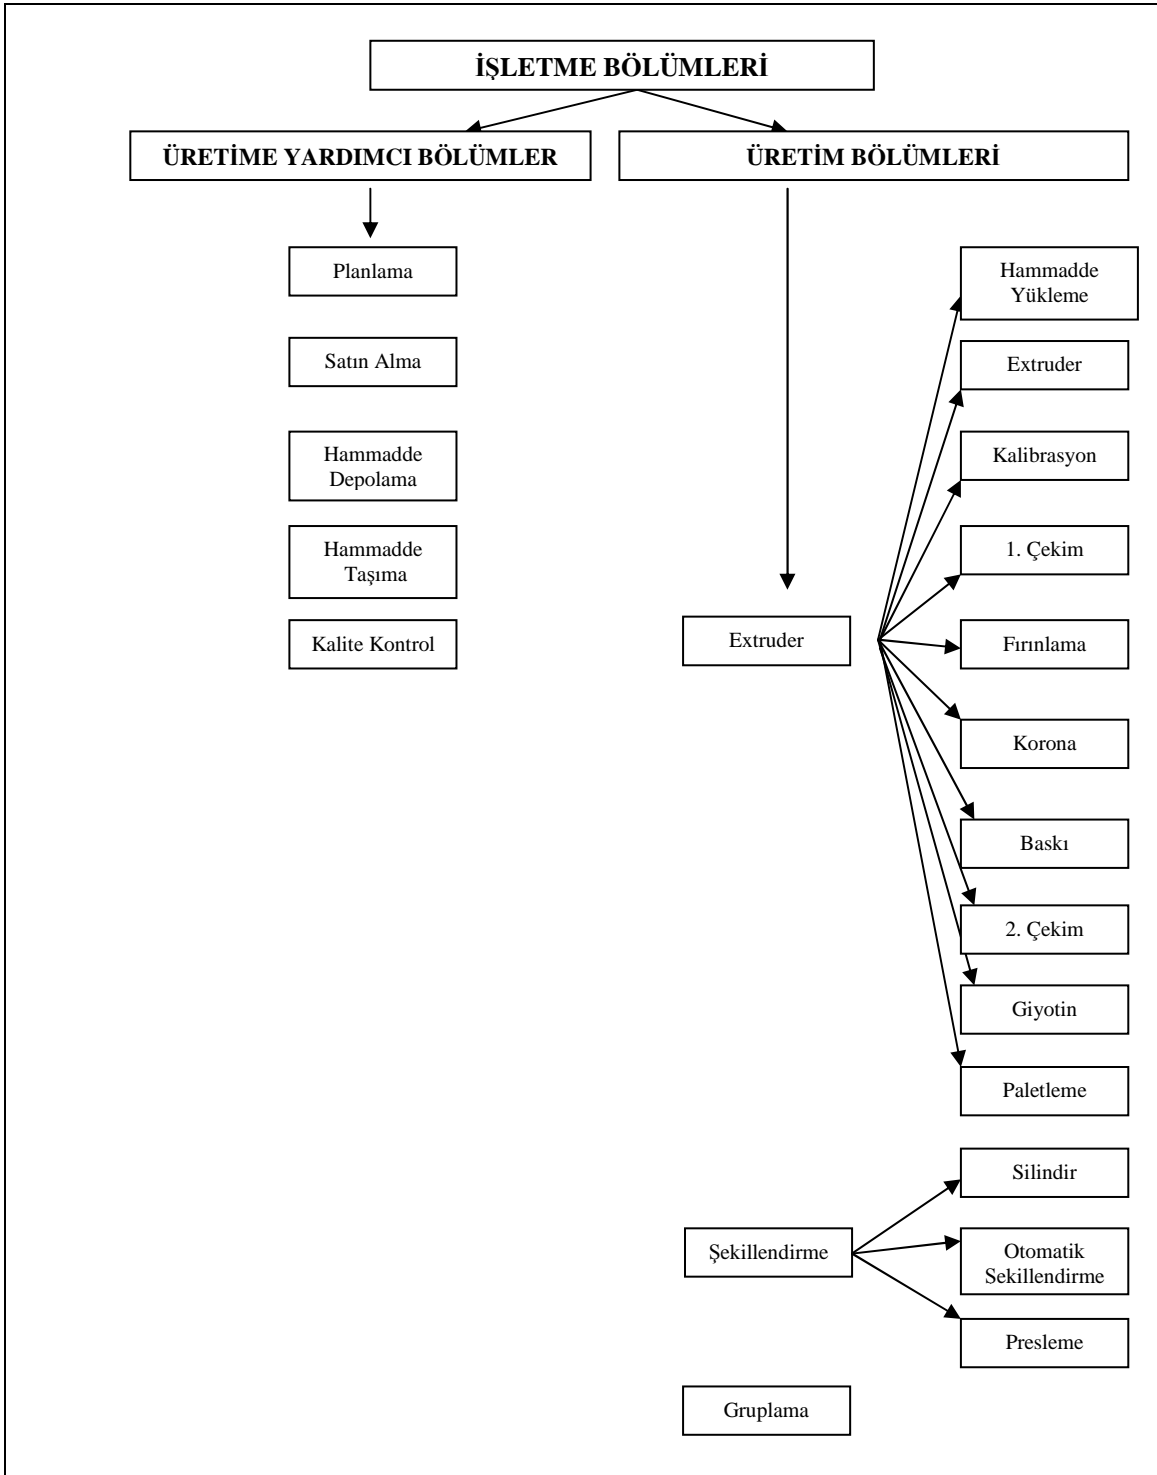 İŞLETME BÖLÜMLERİ
ÜRETİME YARDIMCI BÖLÜMLER
ÜRETİM BÖLÜMLERİ
Planlama
Satın Alma
Hammadde
Depolama
Hammadde
Taşıma
Kalite Kontrol
Extruder
Hammadde
Yükleme
Extruder
Kalibrasyon
1. Çekim
Fırınlama
Korona
Baskı
2. Çekim
Giyotin
Paletleme
Şekillendirme
Silindir
Otomatik
Sekillendirme
Presleme
Gruplama